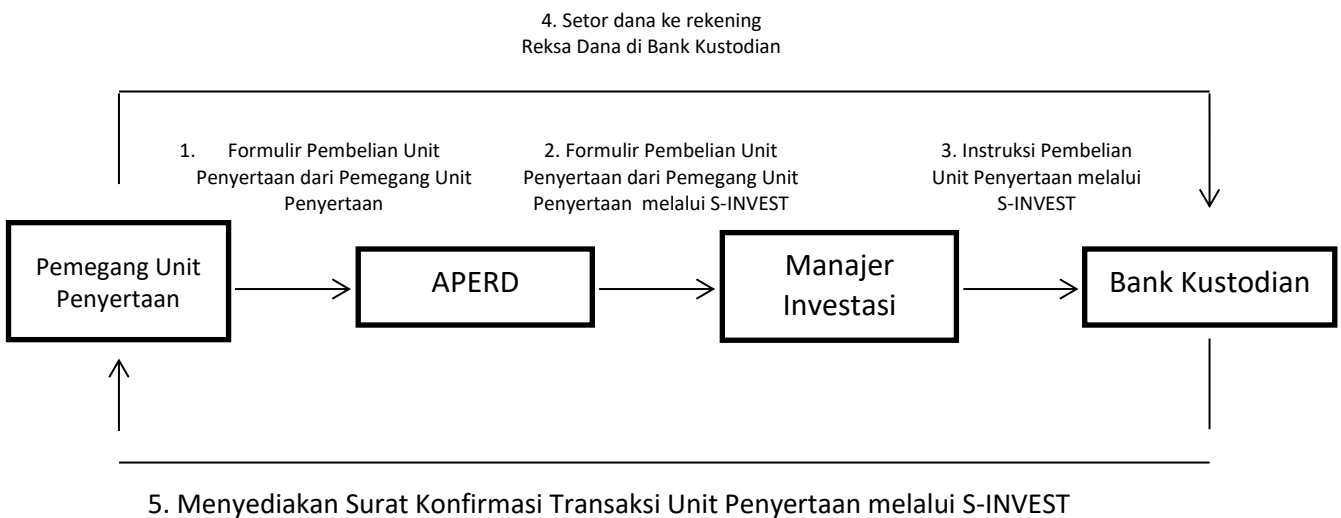 4. Setor dana ke rekening
Reksa Dana di Bank Kustodian
1. Formulir Pembelian Unit
Penyertaan dari Pemegang Unit
Penyertaan
2. Formulir Pembelian Unit
Penyertaan dari Pemegang Unit
Penyertaan melalui S-INVEST
3. Instruksi Pembelian
Unit Penyertaan melalui
S-INVEST
Pemegang Unit
Penyertaan
APERD
Manajer
Investasi
Bank Kustodian
5. Menyediakan Surat Konfirmasi Transaksi Unit Penyertaan melalui S-INVEST